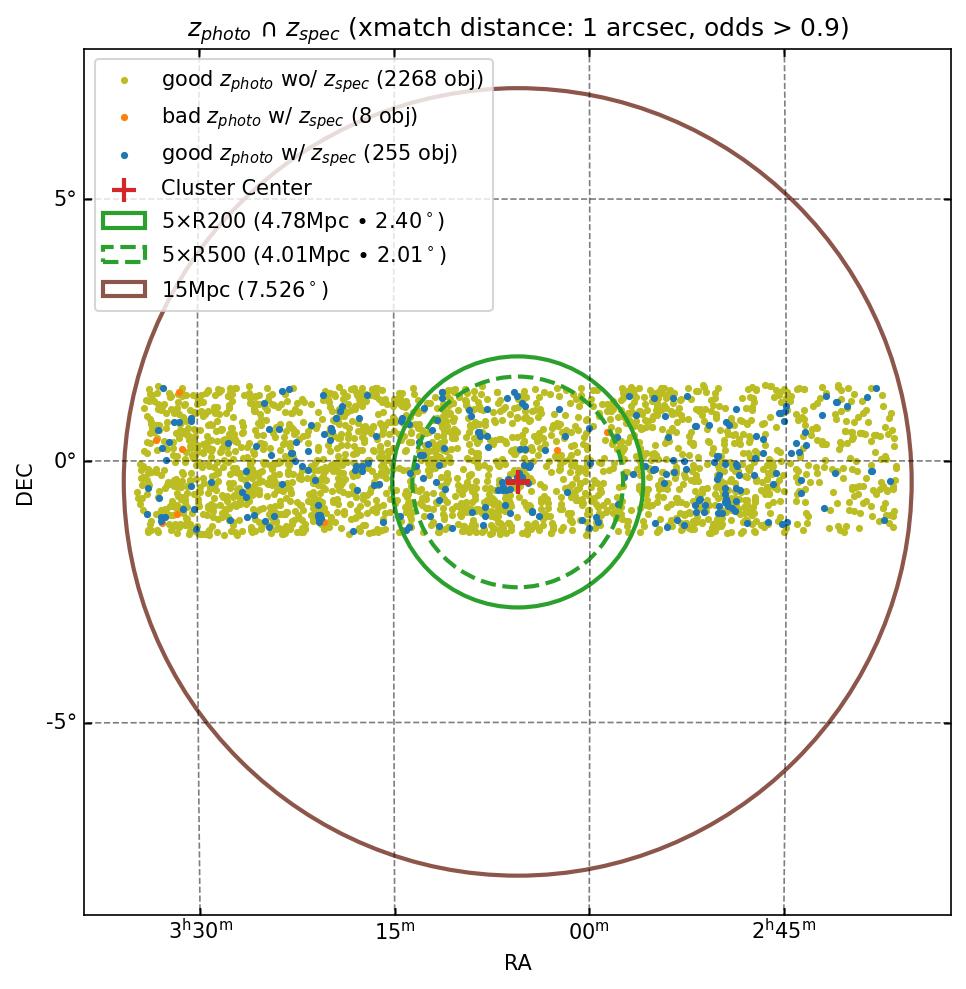 z_photo ∩ z_spec (xmatch distance: 1 arcsec, odds > 0.9)
good z_photo wo/ z_spec (2268 obj)
bad z_photo w/ z_spec (8 obj)
good z_photo w/ z_spec (255 obj)
Cluster Center
5×R200 (4.78Mpc • 2.40°)
5×R500 (4.01Mpc • 2.01°)
15Mpc (7.526°)
5°
0°
-5°
DEC
3ʰ30ᵐ 15ᵐ 00ᵐ 2ʰ45ᵐ
RA